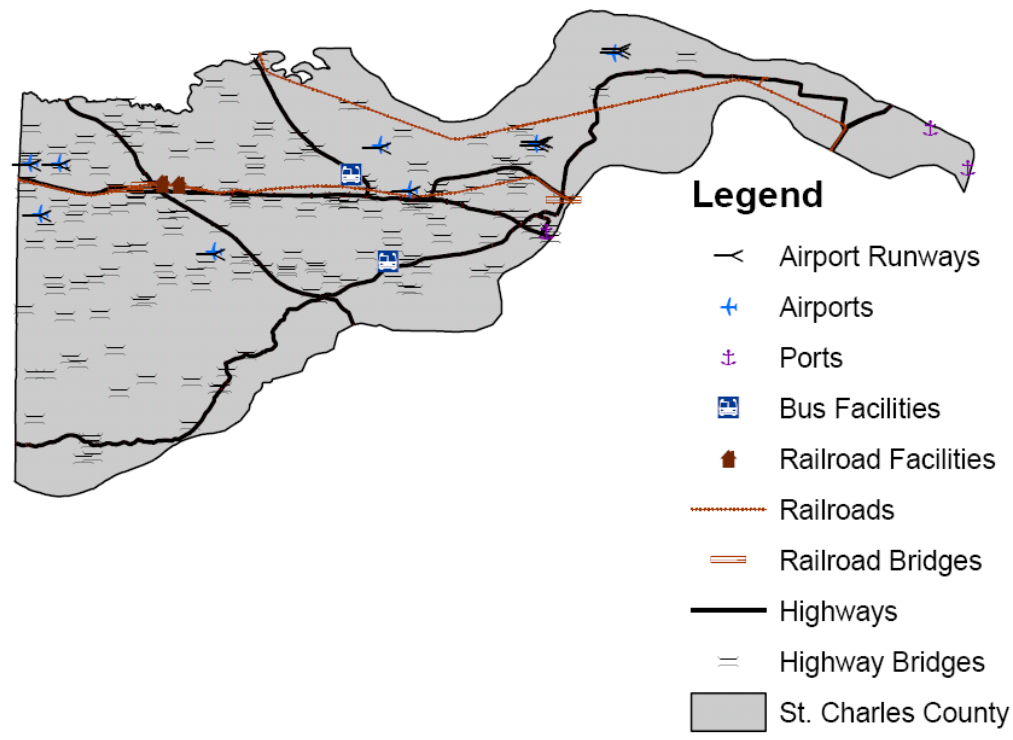 Legend
Airport Runways
Airports
Ports
Bus Facilities
Railroad Facilities
Railroads
Railroad Bridges
Highways
Highway Bridges
St. Charles County